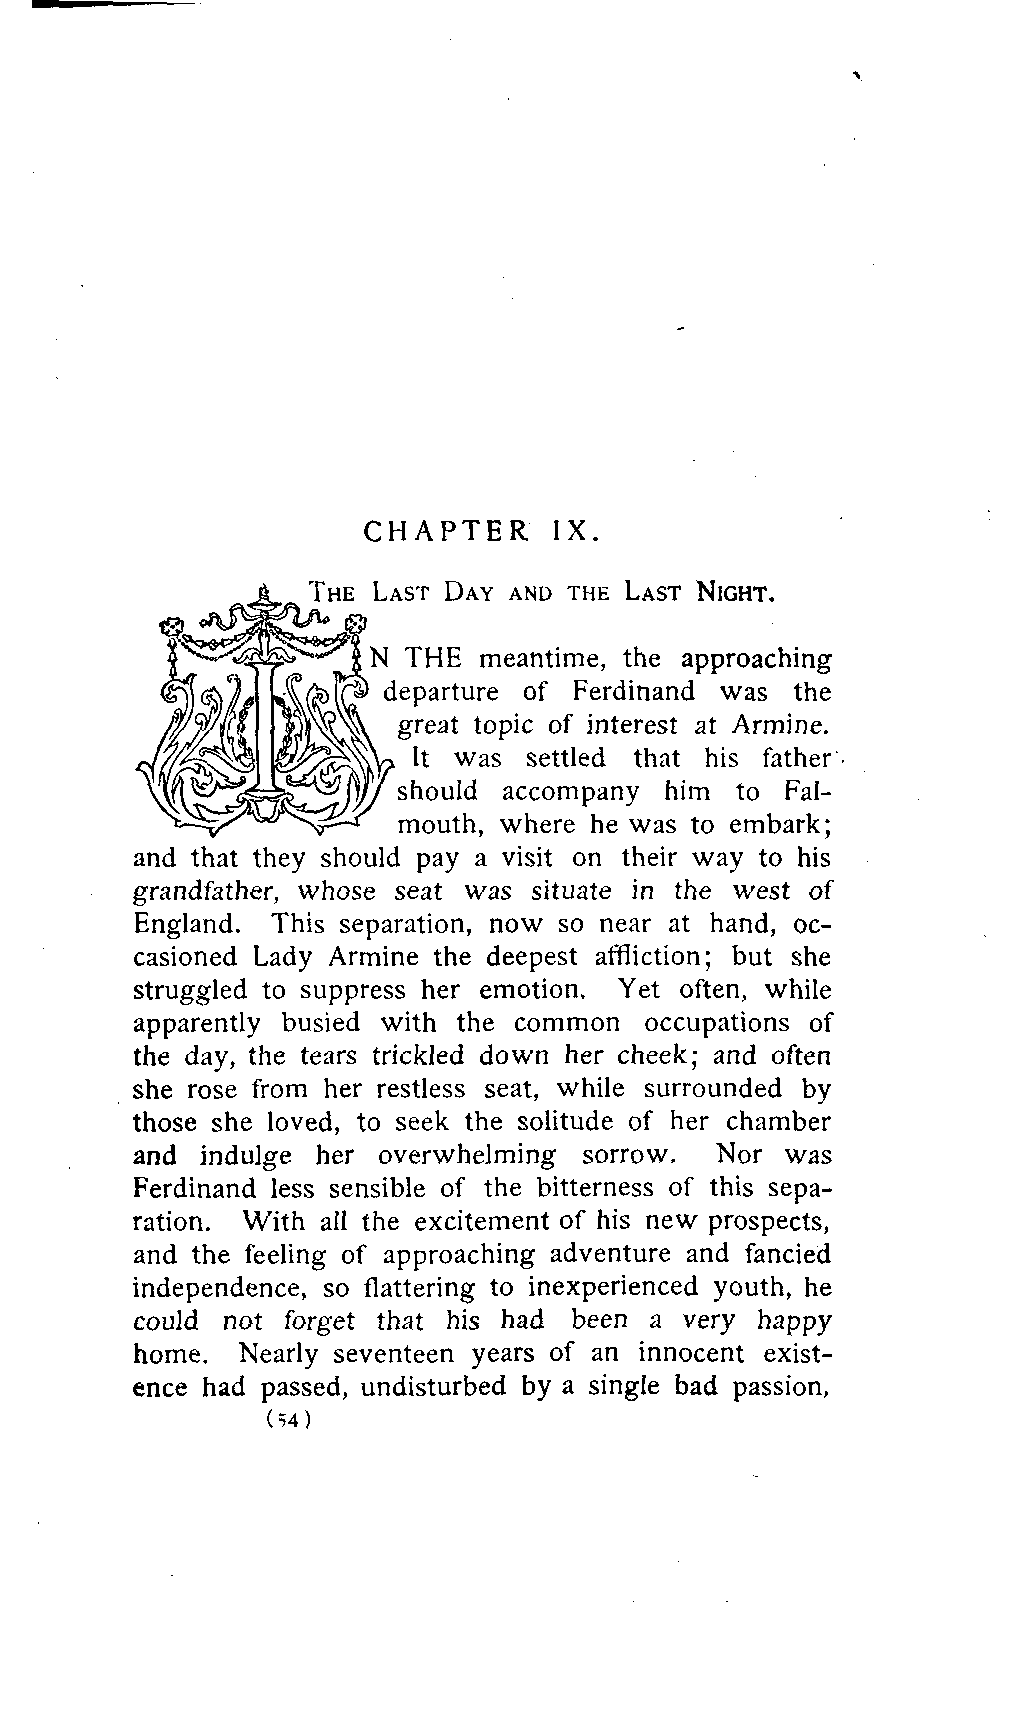 CHAPTER IX.
THE LAST DAY AND THE LAST NIGHT.
IN THE meantime, the approaching
departure of Ferdinand was the
great topic of interest at Armine.
It was settled that his father
should accompany him to Fal-
mouth, where he was to embark;
and that they should pay a visit on their way to his
grandfather, whose seat was situate in the west of
England. This separation, now so near at hand, oc-
casioned Lady Armine the deepest affliction; but she
struggled to suppress her emotion. Yet often, while
apparently busied with the common occupations of
the day, the tears trickled down her cheek; and often
she rose from her restless seat, while surrounded by
those she loved, to seek the solitude of her chamber
and indulge her overwhelming sorrow. Nor was
Ferdinand less sensible of the bitterness of this sepa-
ration. With all the excitement of his new prospects,
and the feeling of approaching adventure and fancied
independence, so flattering to inexperienced youth, he
could not forget that his had been a very happy
home. Nearly seventeen years of an innocent exist-
ence had passed, undisturbed by a single bad passion,
(54)